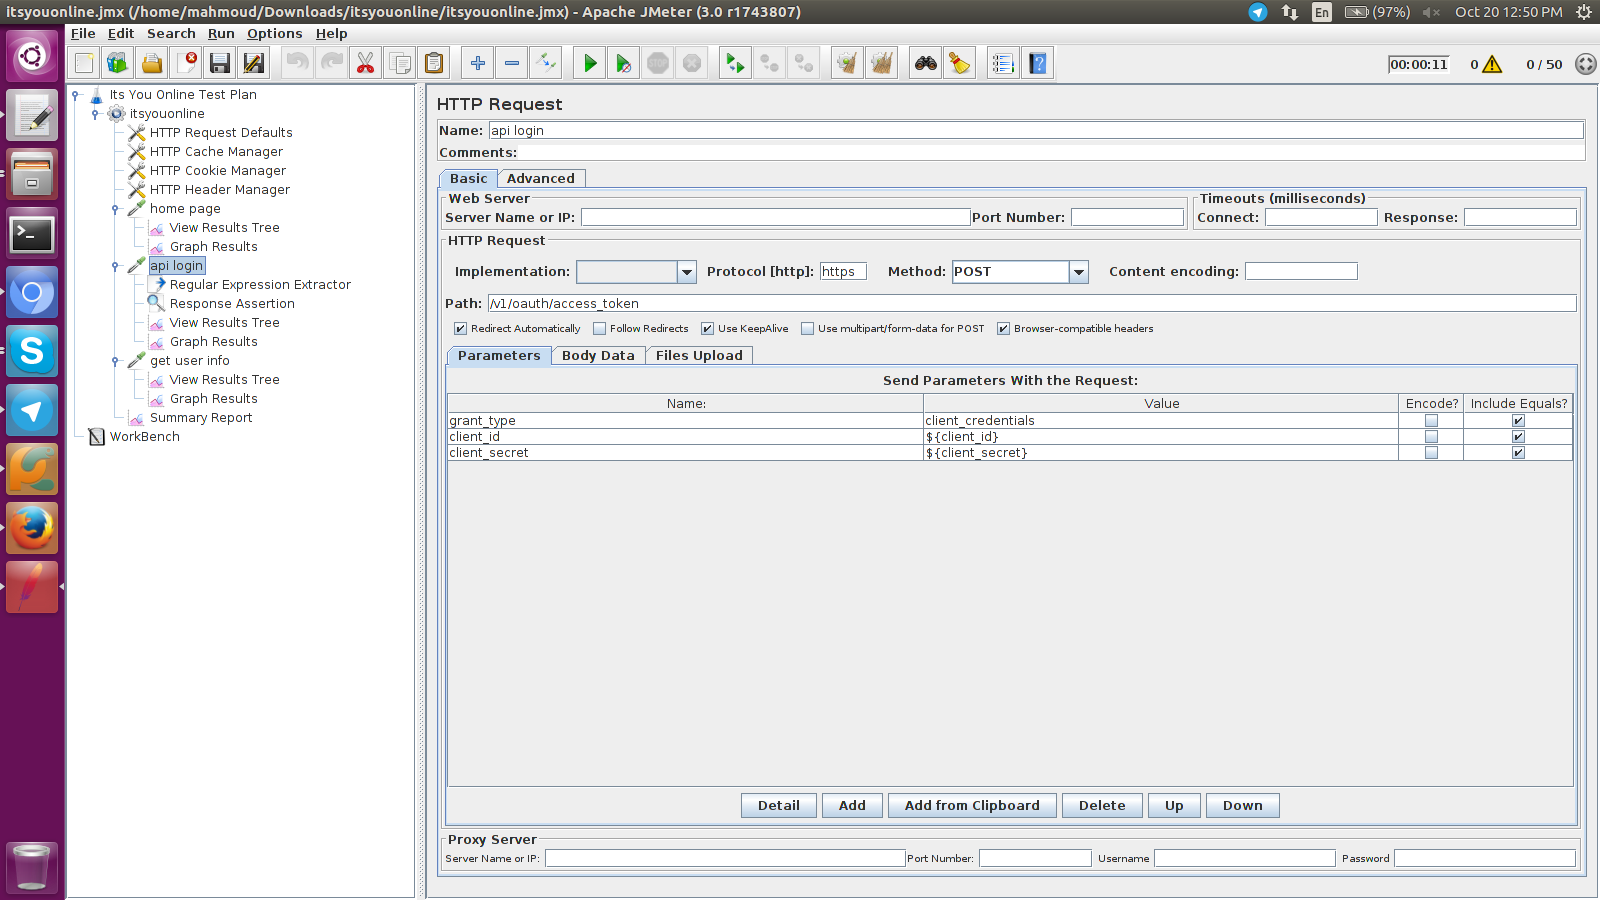 itsyouonline.jmx (/home/mahmoud/Downloads/itsyouonline/itsyouonline.jmx) - Apache JMeter (3.0 r1743807)
En (97%) Oct 20 12:50 PM
File Edit Search Run Options Help
STOP
00:00:11 0 0 / 50
Its You Online Test Plan
itsyouonline
HTTP Request Defaults
HTTP Cache Manager
HTTP Cookie Manager
HTTP Header Manager
home page
View Results Tree
Graph Results
api login
Regular Expression Extractor
Response Assertion
View Results Tree
Graph Results
get user info
View Results Tree
Graph Results
Summary Report
WorkBench
HTTP Request
Name: api login
Comments:
Basic Advanced
Web Server
Server Name or IP: Port Number:
Timeouts (milliseconds)
Connect: Response:
HTTP Request
Implementation: Protocol [http]: https Method: POST Content encoding:
Path: /v1/oauth/access_token
Redirect Automatically Follow Redirects Use KeepAlive Use multipart/form-data for POST Browser-compatible headers
Parameters Body Data Files Upload
Send Parameters With the Request:
Name: Value Encode? Include Equals?
grant_type client_credentials
client_id ${client_id}
client_secret ${client_secret}
Detail Add Add from Clipboard Delete Up Down
Proxy Server
Server Name or IP: Port Number: Username Password